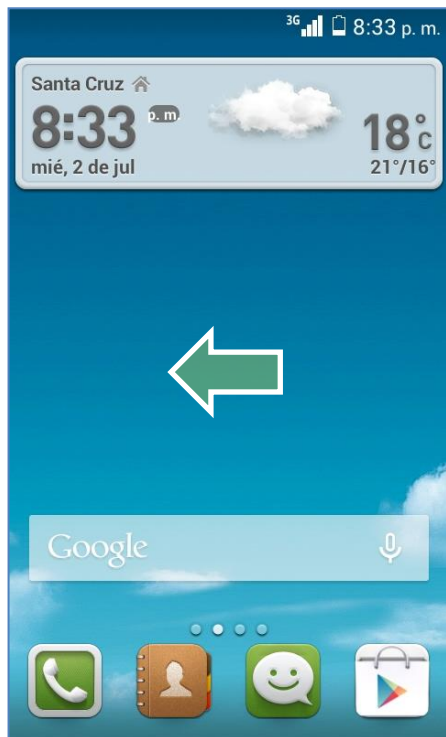 3G 8:33 p. m.
Santa Cruz
8:33 p. m.
18°C
mié, 2 de jul
21°/16°
Google